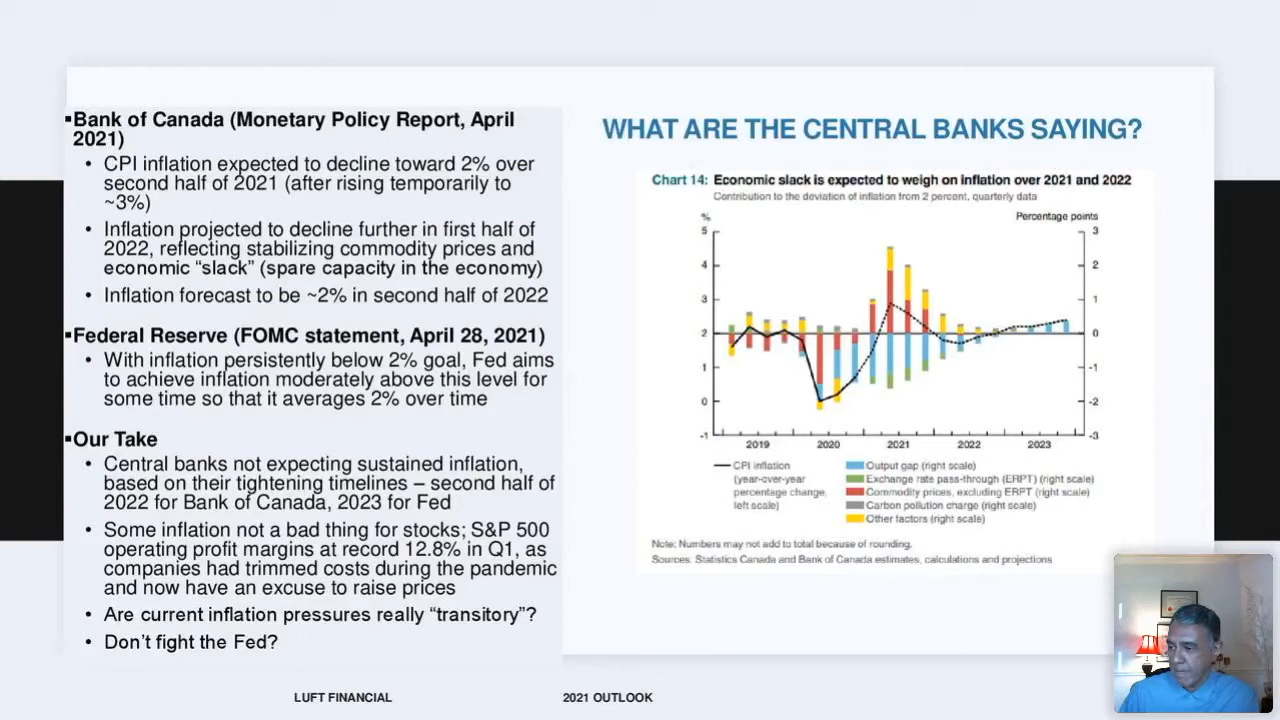 ▪Bank of Canada (Monetary Policy Report, April
2021)
• CPI inflation expected to decline toward 2% over
second half of 2021 (after rising temporarily to
~3%)
• Inflation projected to decline further in first half of
2022, reflecting stabilizing commodity prices and
economic “slack” (spare capacity in the economy)
• Inflation forecast to be ~2% in second half of 2022
▪Federal Reserve (FOMC statement, April 28, 2021)
• With inflation persistently below 2% goal, Fed aims
to achieve inflation moderately above this level for
some time so that it averages 2% over time
▪Our Take
• Central banks not expecting sustained inflation,
based on their tightening timelines – second half of
2022 for Bank of Canada, 2023 for Fed
• Some inflation not a bad thing for stocks; S&P 500
operating profit margins at record 12.8% in Q1, as
companies had trimmed costs during the pandemic
and now have an excuse to raise prices
• Are current inflation pressures really “transitory”?
• Don’t fight the Fed?
WHAT ARE THE CENTRAL BANKS SAYING?
Chart 14: Economic slack is expected to weigh on inflation over 2021 and 2022
Contribution to the deviation of inflation from 2 percent, quarterly data
% Percentage points
5 3
4 2
3 1
2 0
1 -1
0 -2
-1 -3
2019 2020 2021 2022 2023
CPI inflation
(year-over-year
percentage change,
left scale)
Output gap (right scale)
Exchange rate pass-through (ERPT) (right scale)
Commodity prices, excluding ERPT (right scale)
Carbon pollution charge (right scale)
Other factors (right scale)
Note: Numbers may not add to total because of rounding.
Sources: Statistics Canada and Bank of Canada estimates, calculations and projections
LUFT FINANCIAL 2021 OUTLOOK